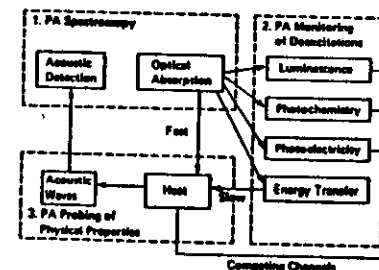 1. PA Spectroscopy
Acoustic
Detection
Optical
Absorption
2. PA Monitoring
of Deexcitations
Luminescence
Photochemistry
Photoelectricity
Energy Transfer
Fast
Slow
Acoustic
Waves
Heat
3. PA Probing of
Physical Properties
Competing Channels